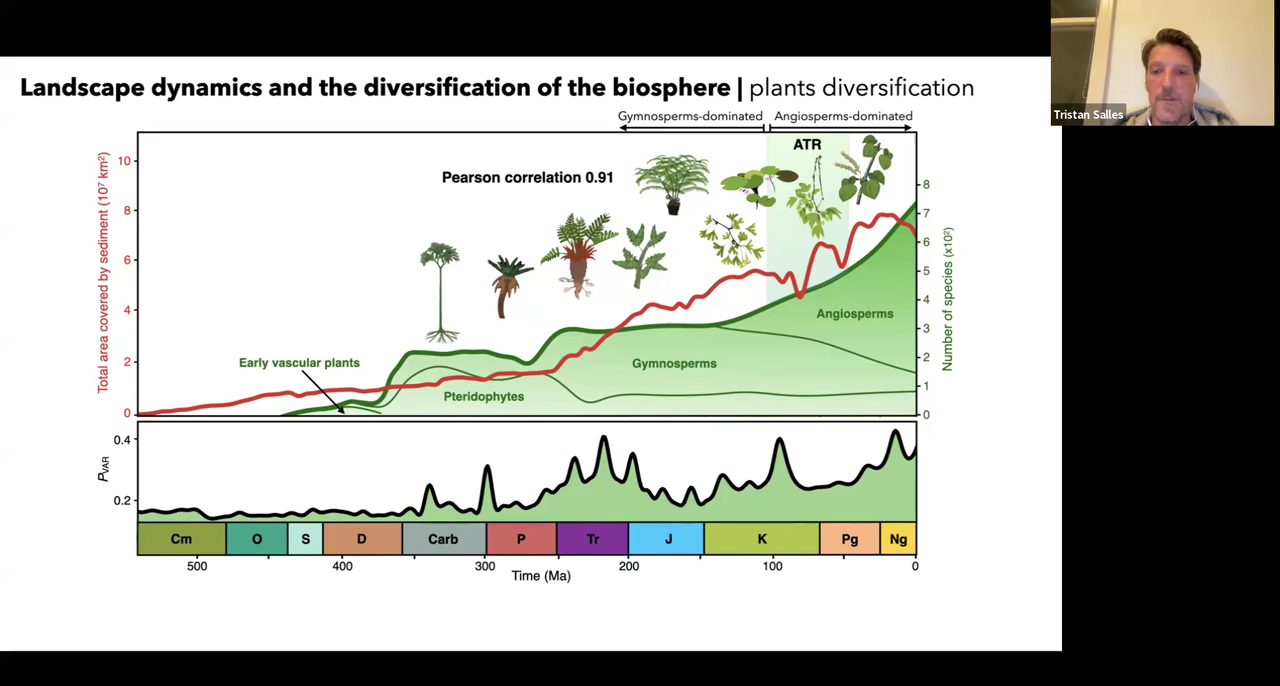 Landscape dynamics and the diversification of the biosphere | plants diversification
Tristan Salles
Gymnosperms-dominated
Angiosperms-dominated
ATR
Pearson correlation 0.91
Total area covered by sediment (10⁷ km²)
10
8
6
4
2
0
Number of species (x10²)
8
7
6
5
4
3
2
1
0
Early vascular plants
Pteridophytes
Gymnosperms
Angiosperms
PVAR
0.4
0.2
Cm O S D Carb P Tr J K Pg Ng
500 400 300 200 100 0
Time (Ma)